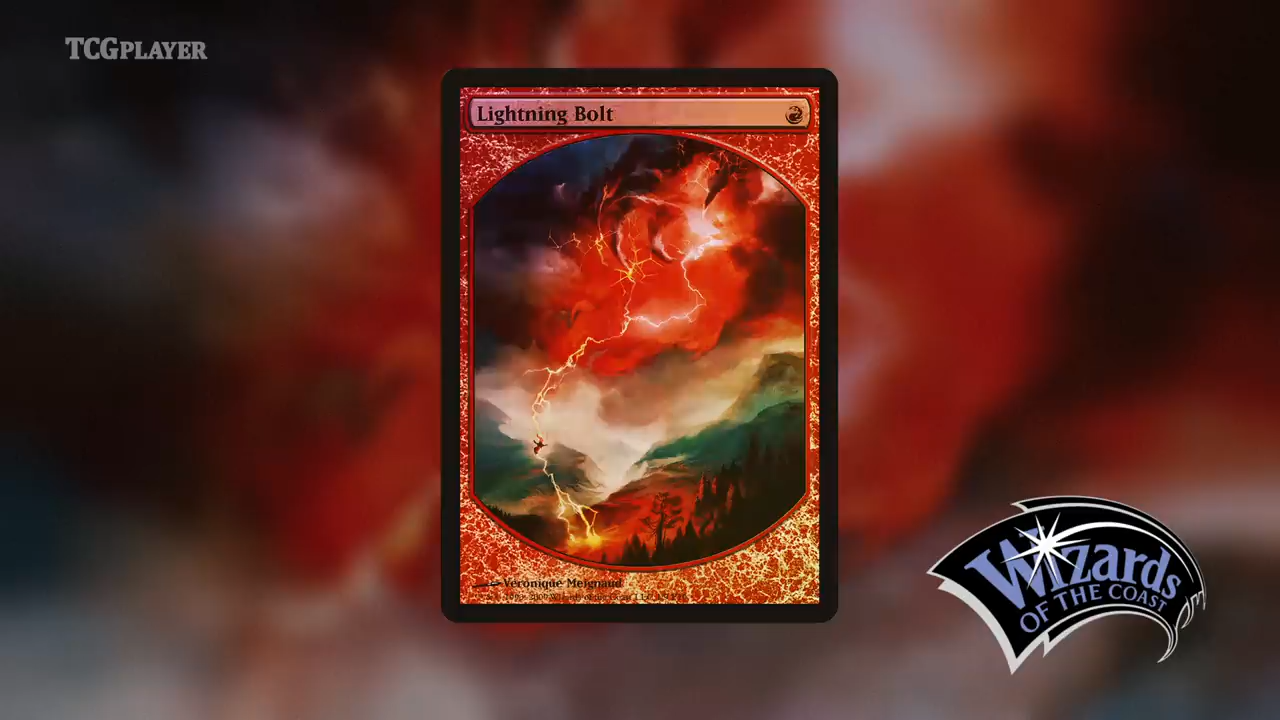 TCGPLAYER
Lightning Bolt
Véronique Meignaud
Wizards
OF THE COAST